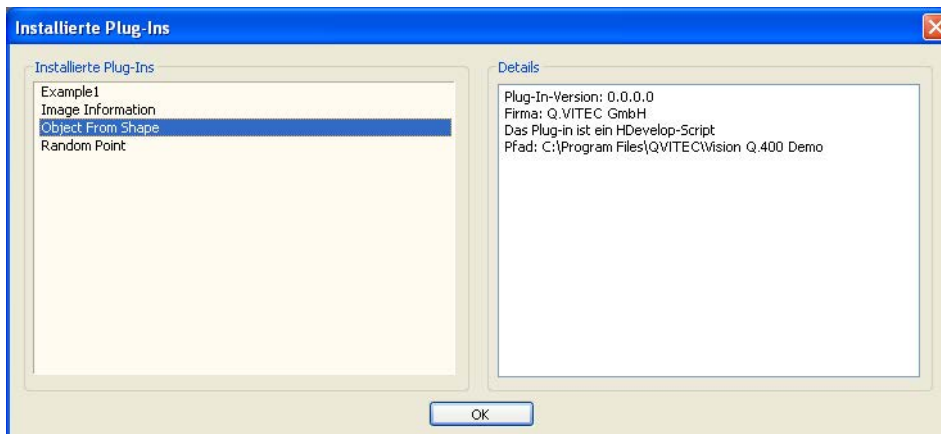 Installierte Plug-Ins
Installierte Plug-Ins
Example1
Image Information
Object From Shape
Random Point
Details
Plug-In-Version: 0.0.0.0
Firma: Q.VITEC GmbH
Das Plug-in ist ein HDevelop-Script
Pfad: C:\Program Files\QVITEC\Vision Q.400 Demo
OK